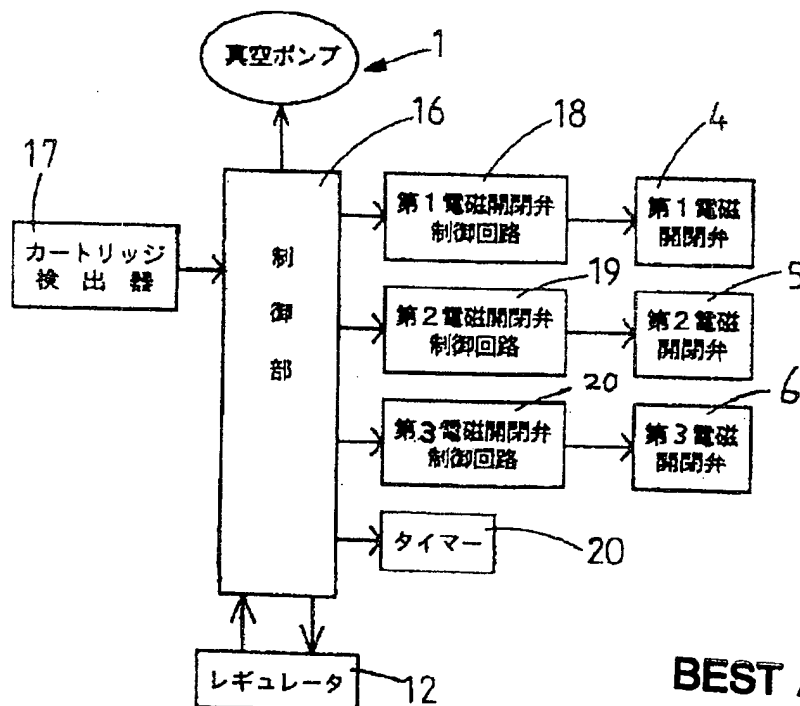 真空ポンプ
1
16
18
4
17
第1電磁開閉弁
制御回路
第1電磁
開閉弁
カートリッジ
検出器
制
御
部
19
5
第2電磁開閉弁
制御回路
第2電磁
開閉弁
20
6
第3電磁開閉弁
制御回路
第3電磁
開閉弁
タイマー
20
レギュレータ
12
BEST